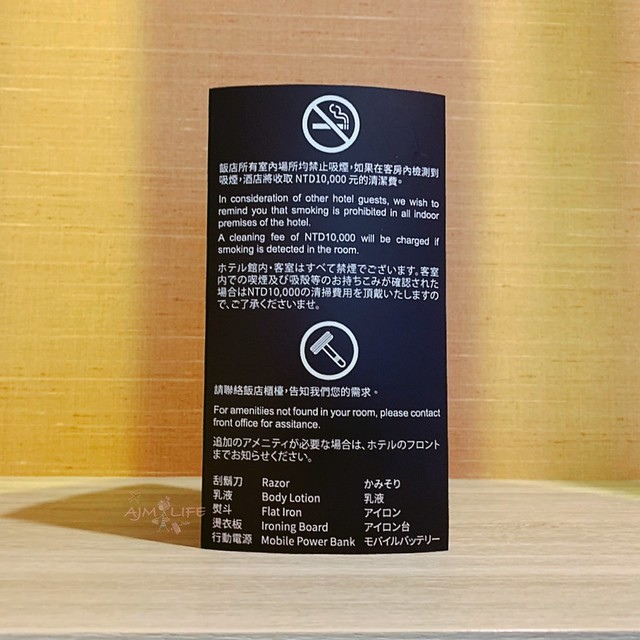 飯店所有室內場所均禁止吸煙，如果在客房內檢測到
吸煙，酒店將收取 NTD10,000 元的清潔費。
In consideration of other hotel guests, we wish to
remind you that smoking is prohibited in all indoor
premises of the hotel.
A cleaning fee of NTD10,000 will be charged if
smoking is detected in the room.
ホテル館内・客室はすべて禁煙でございます。客室
内での喫煙及び吸殻等のお持ちこみが確認された
場合はNTD10,000の清掃費用を頂戴いたしますの
で、ご了承くださいませ。
請聯絡飯店櫃檯，告知我們您的需求。
For amenitiies not found in your room, please contact
front office for assitance.
追加のアメニティが必要な場合は、ホテルのフロント
までお知らせください。
刮鬍刀 Razor かみそり
乳液 Body Lotion 乳液
熨斗 Flat Iron アイロン
燙衣板 Ironing Board アイロン台
行動電源 Mobile Power Bank モバイルバッテリー
AJM LIFE